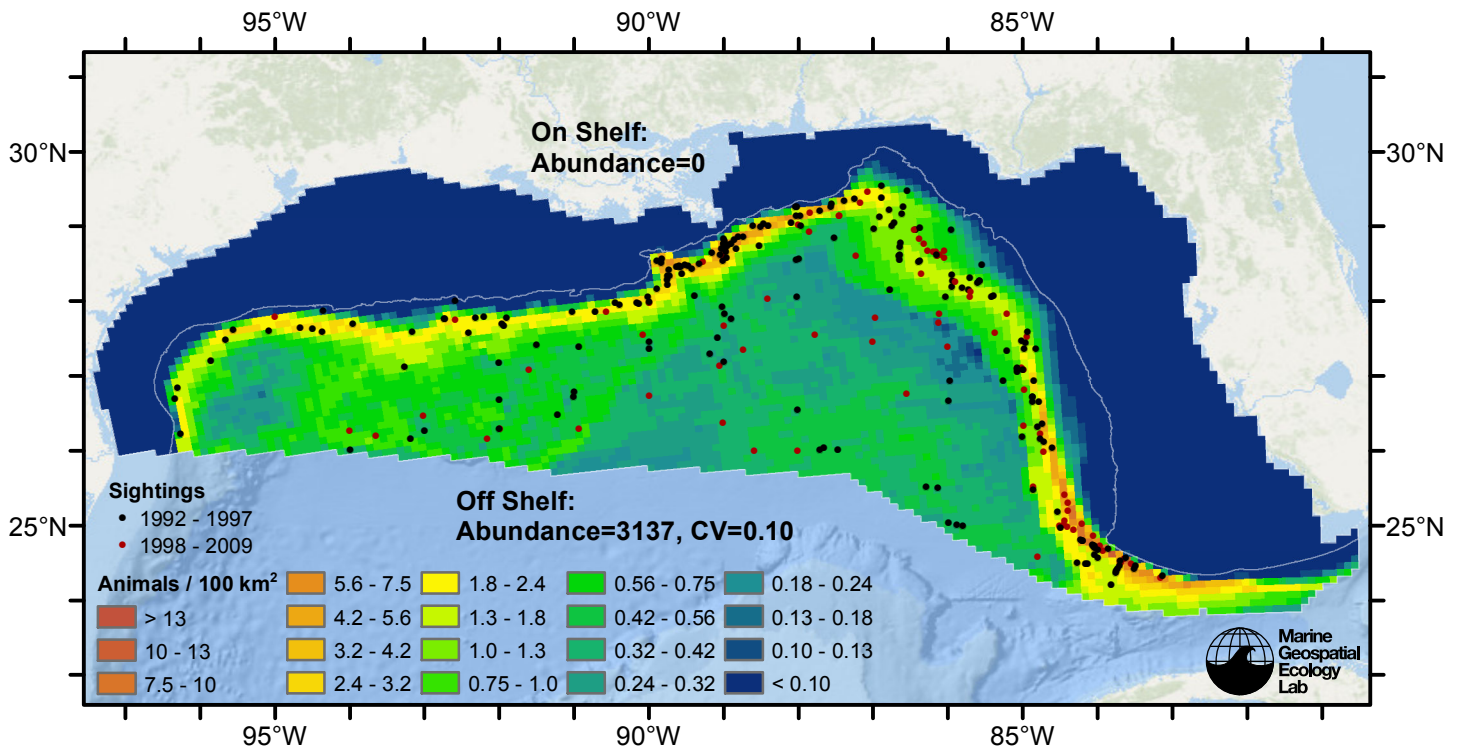 95°W 90°W 85°W
30°N 30°N
On Shelf:
Abundance=0
25°N 25°N
Sightings
1992 - 1997
1998 - 2009
Off Shelf:
Abundance=3137, CV=0.10
Animals / 100 km²
> 13
10 - 13
7.5 - 10
5.6 - 7.5
4.2 - 5.6
3.2 - 4.2
2.4 - 3.2
1.8 - 2.4
1.3 - 1.8
1.0 - 1.3
0.75 - 1.0
0.56 - 0.75
0.42 - 0.56
0.32 - 0.42
0.24 - 0.32
0.18 - 0.24
0.13 - 0.18
0.10 - 0.13
< 0.10
Marine
Geospatial
Ecology
Lab
95°W 90°W 85°W